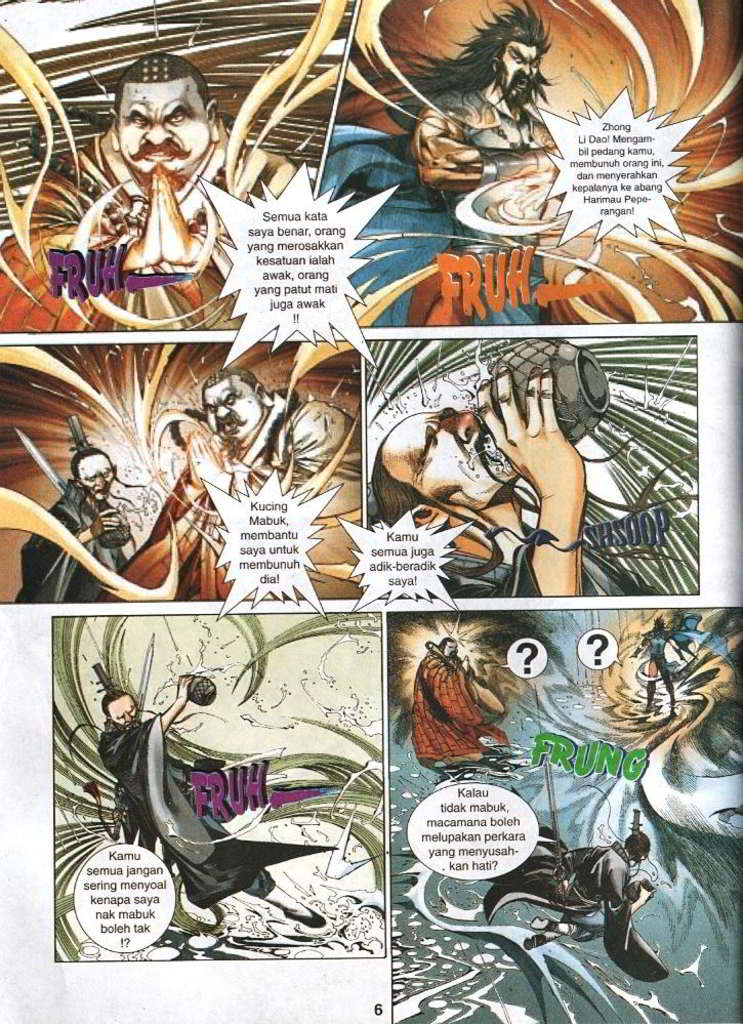 Semua kata
saya benar, orang
yang merosakkan
kesatuan ialah
awak, orang
yang patut mati
juga awak
!!
FRUH
Zhong
Li Dao! Mengam-
bil pedang kamu,
membunuh orang ini,
dan menyerahkan
kepalanya ke abang
Harimau Pepe-
rangan!
FRUH
Kucing
Mabuk,
membantu
saya untuk
membunuh
dia!
Kamu
semua juga
adik-beradik
saya!
SHSOOP
FRUH
Kamu
semua jangan
sering menyoal
kenapa saya
nak mabuk
boleh tak
!?
?
?
FRUNG
Kalau
tidak mabuk,
macamana boleh
melupakan perkara
yang menyusah-
kan hati?
6